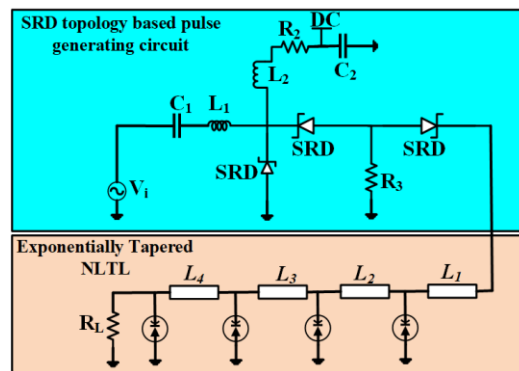 SRD topology based pulse
generating circuit
DC
R2
C2
L2
C1
L1
SRD
SRD
SRD
R3
Vi
Exponentially Tapered
NLTL
L4
L3
L2
L1
RL